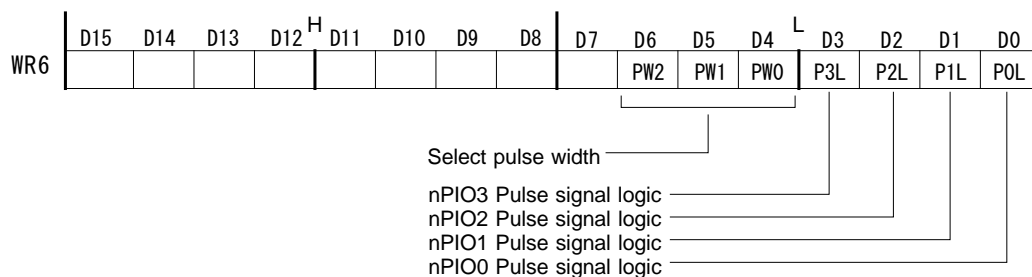 H L
D15 D14 D13 D12 D11 D10 D9 D8 D7 D6 D5 D4 D3 D2 D1 D0
WR6 PW2 PW1 PW0 P3L P2L P1L P0L
Select pulse width
nPIO3 Pulse signal logic
nPIO2 Pulse signal logic
nPIO1 Pulse signal logic
nPIO0 Pulse signal logic